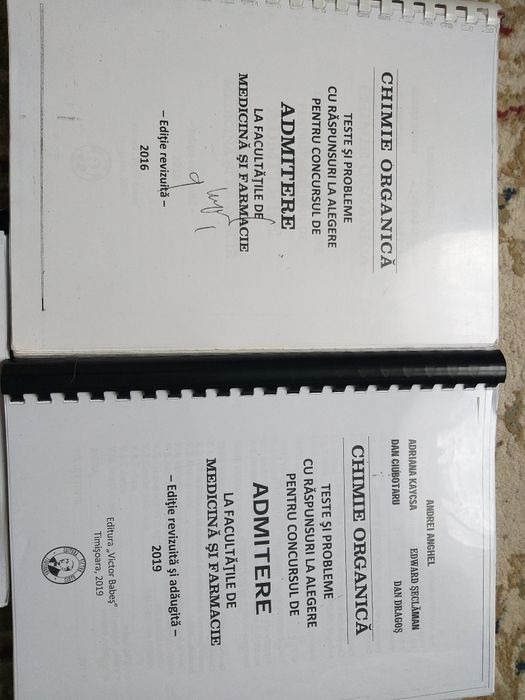 CHIMIE ORGANICĂ
TESTE ȘI PROBLEME
CU RĂSPUNSURI LA ALEGERE
PENTRU CONCURSUL DE
ADMITERE
LA FACULTĂȚILE DE
MEDICINĂ ȘI FARMACIE
– Ediție revizuită –
2016
ANDREI ANGHEL
ADRIANA KAYCSA EDWARD ȘECLĂMAN
DAN CIUBOTARU DAN DRAGOȘ
CHIMIE ORGANICĂ
TESTE ȘI PROBLEME
CU RĂSPUNSURI LA ALEGERE
PENTRU CONCURSUL DE
ADMITERE
LA FACULTĂȚILE DE
MEDICINĂ ȘI FARMACIE
– Ediție revizuită și adăugită –
2019
Editura „Victor Babeș”
Timișoara, 2019